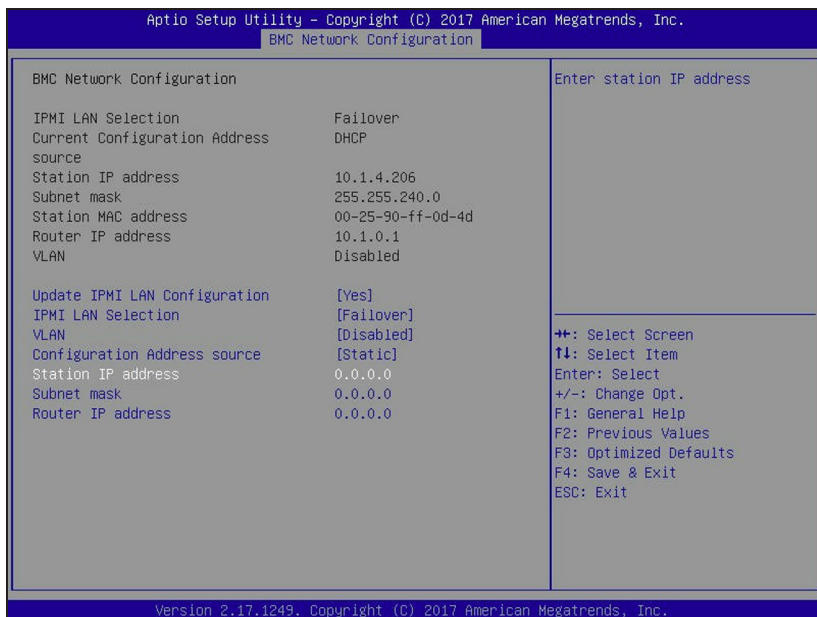 Aptio Setup Utility – Copyright (C) 2017 American Megatrends, Inc.
BMC Network Configuration
BMC Network Configuration
IPMI LAN Selection Failover
Current Configuration Address DHCP
source
Station IP address 10.1.4.206
Subnet mask 255.255.240.0
Station MAC address 00-25-90-ff-0d-4d
Router IP address 10.1.0.1
VLAN Disabled
Update IPMI LAN Configuration [Yes]
IPMI LAN Selection [Failover]
VLAN [Disabled]
Configuration Address source [Static]
Station IP address 0.0.0.0
Subnet mask 0.0.0.0
Router IP address 0.0.0.0
Enter station IP address
→←: Select Screen
↑↓: Select Item
Enter: Select
+/-: Change Opt.
F1: General Help
F2: Previous Values
F3: Optimized Defaults
F4: Save & Exit
ESC: Exit
Version 2.17.1249. Copyright (C) 2017 American Megatrends, Inc.